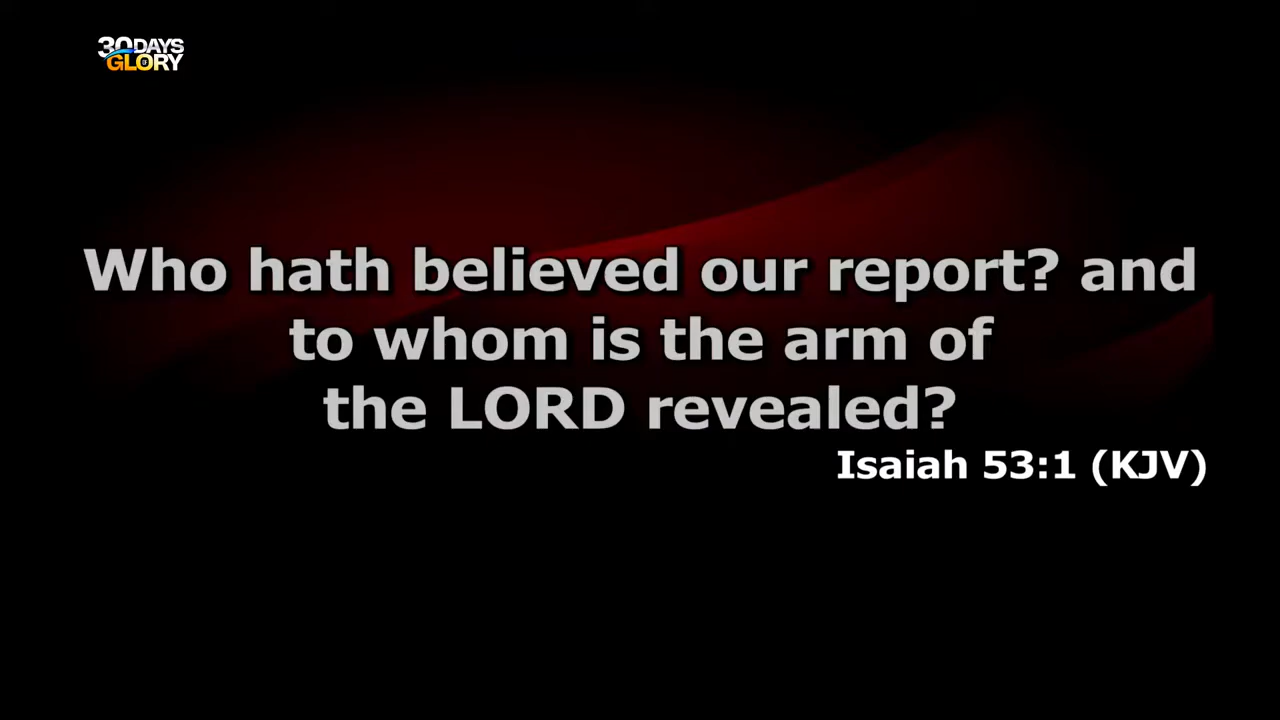 30DAYS
OF GLORY
Who hath believed our report? and
to whom is the arm of
the LORD revealed?
Isaiah 53:1 (KJV)